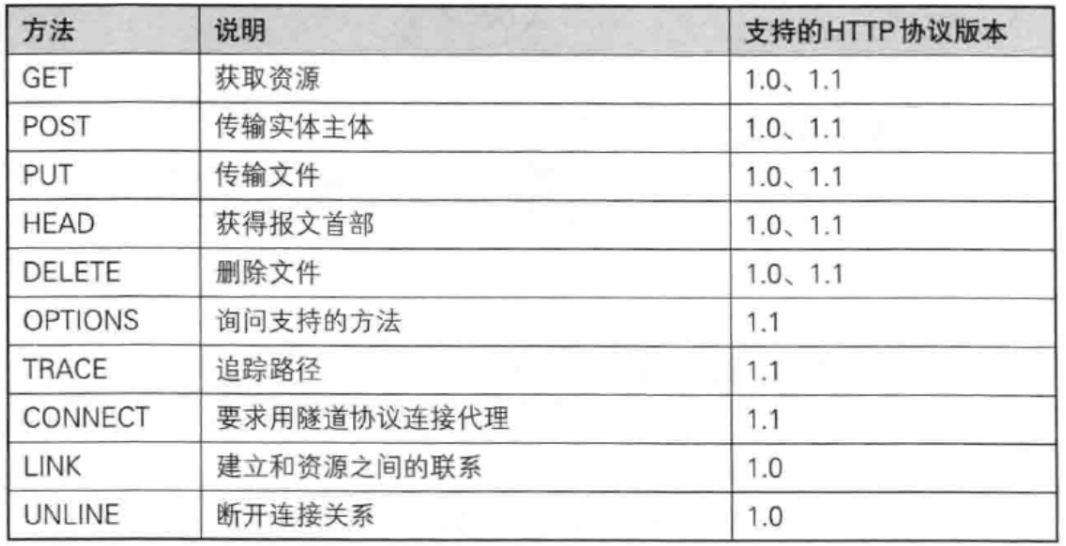 方法 说明 支持的HTTP协议版本
GET 获取资源 1.0、1.1
POST 传输实体主体 1.0、1.1
PUT 传输文件 1.0、1.1
HEAD 获得报文首部 1.0、1.1
DELETE 删除文件 1.0、1.1
OPTIONS 询问支持的方法 1.1
TRACE 追踪路径 1.1
CONNECT 要求用隧道协议连接代理 1.1
LINK 建立和资源之间的联系 1.0
UNLINE 断开连接关系 1.0